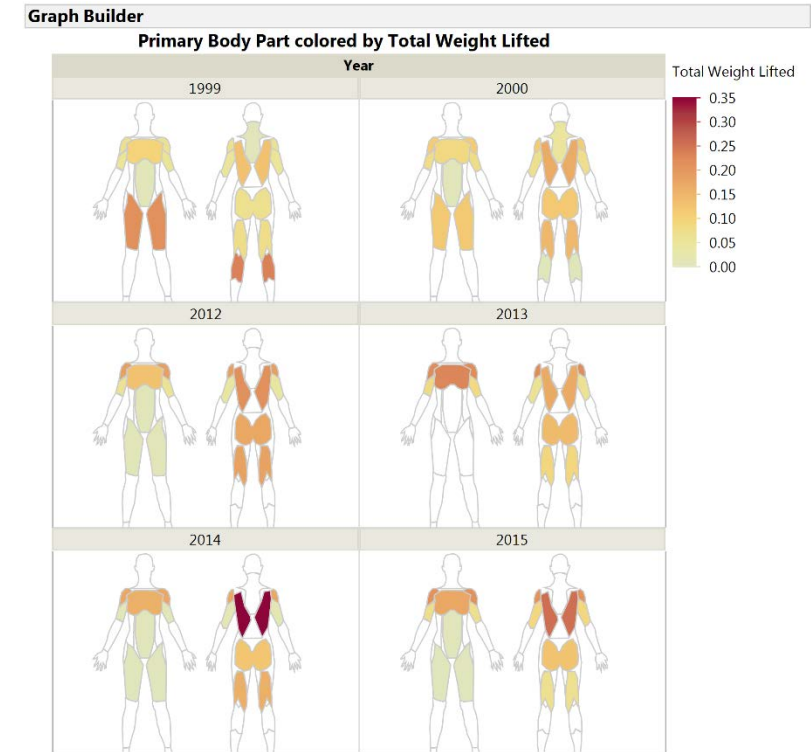 Graph Builder
Primary Body Part colored by Total Weight Lifted
Year
1999 2000
2012 2013
2014 2015
Total Weight Lifted
0.35
0.30
0.25
0.20
0.15
0.10
0.05
0.00